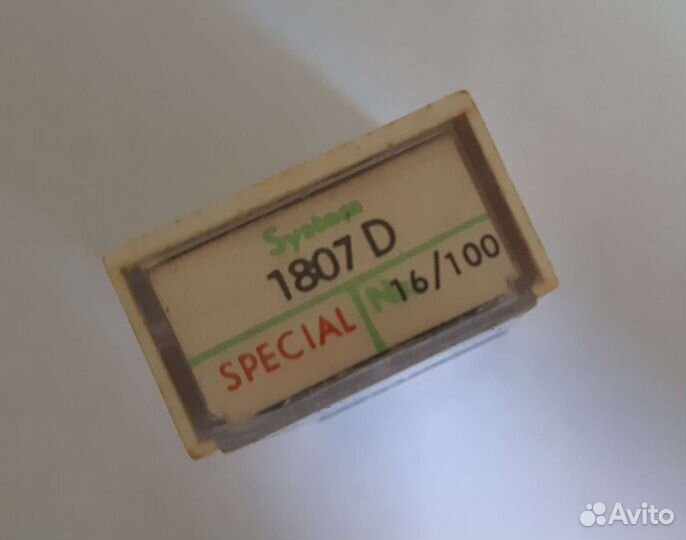 System
1807 D
SPECIAL
N 16/100
Avito